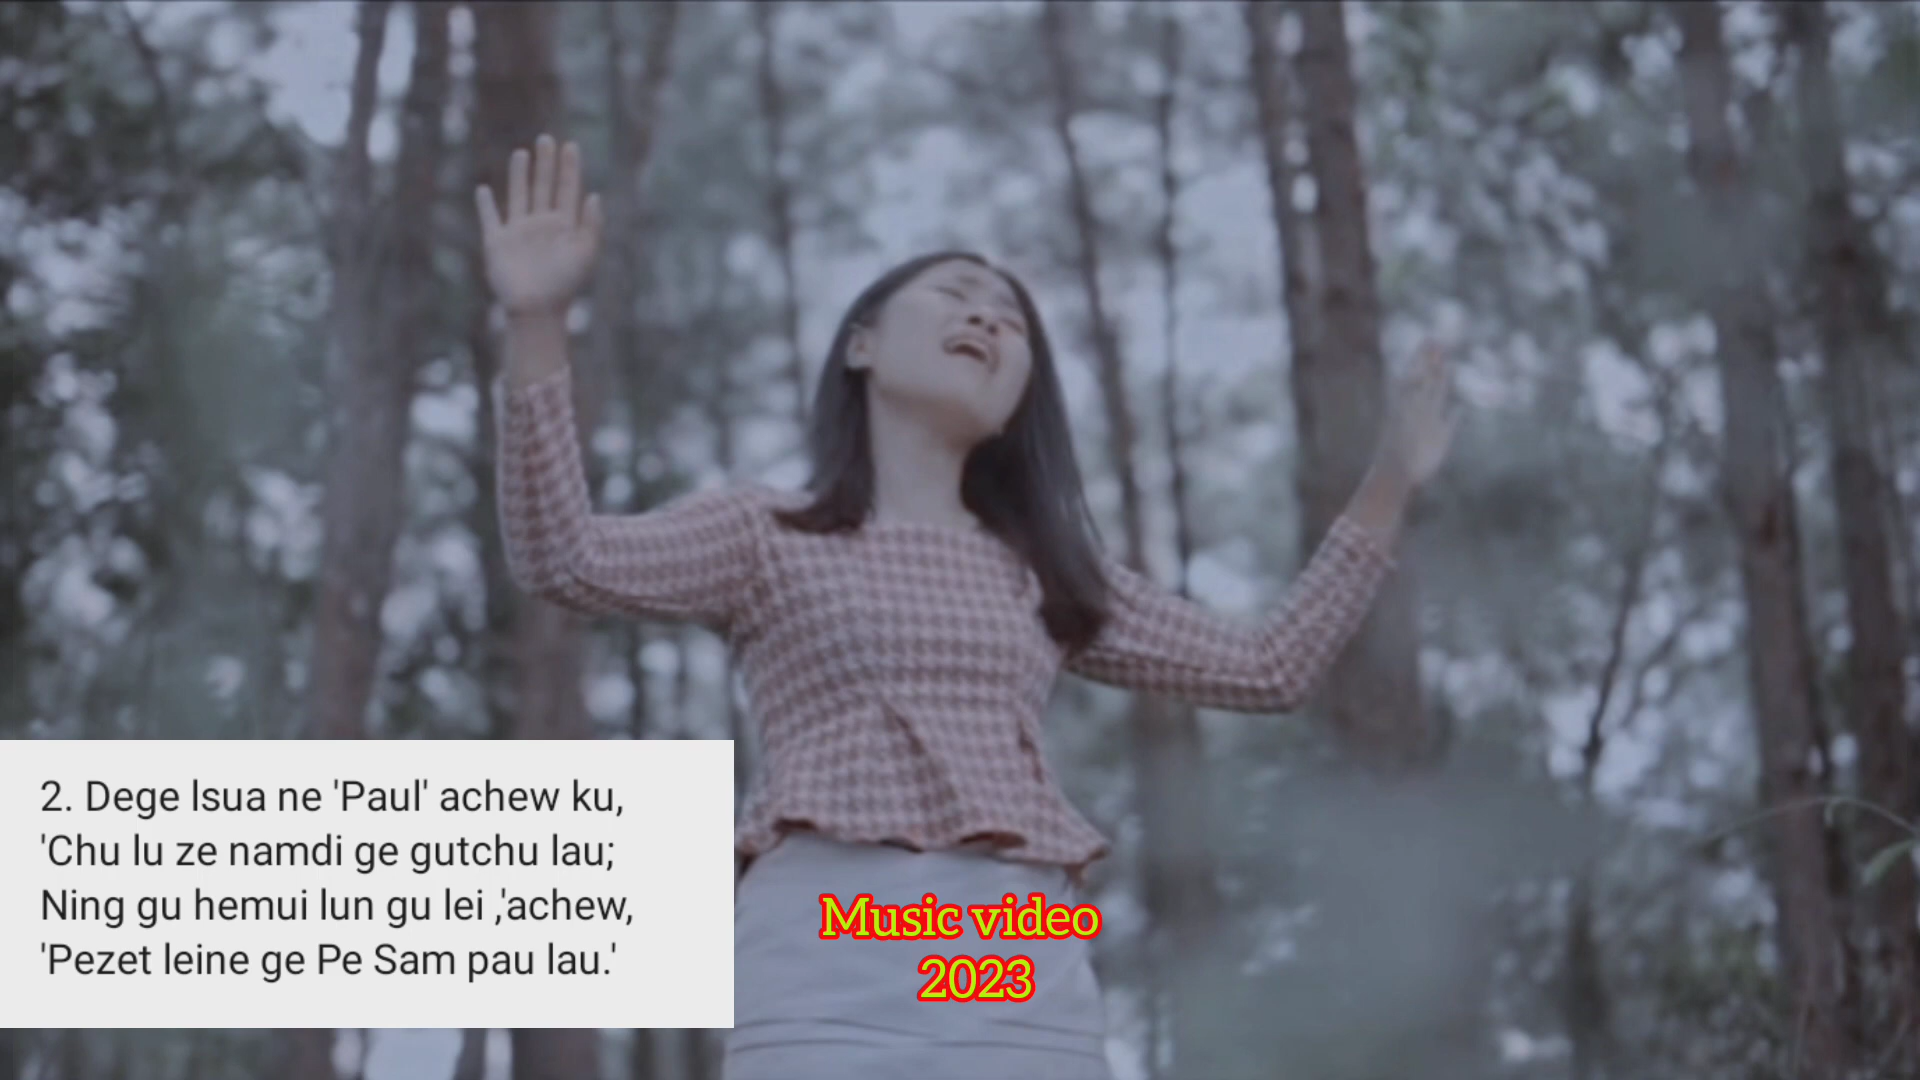 2. Dege lsua ne 'Paul' achew ku,
'Chu lu ze namdi ge gutchu lau;
Ning gu hemui lun gu lei ,'achew,
'Pezet leine ge Pe Sam pau lau.'
Music video
2023